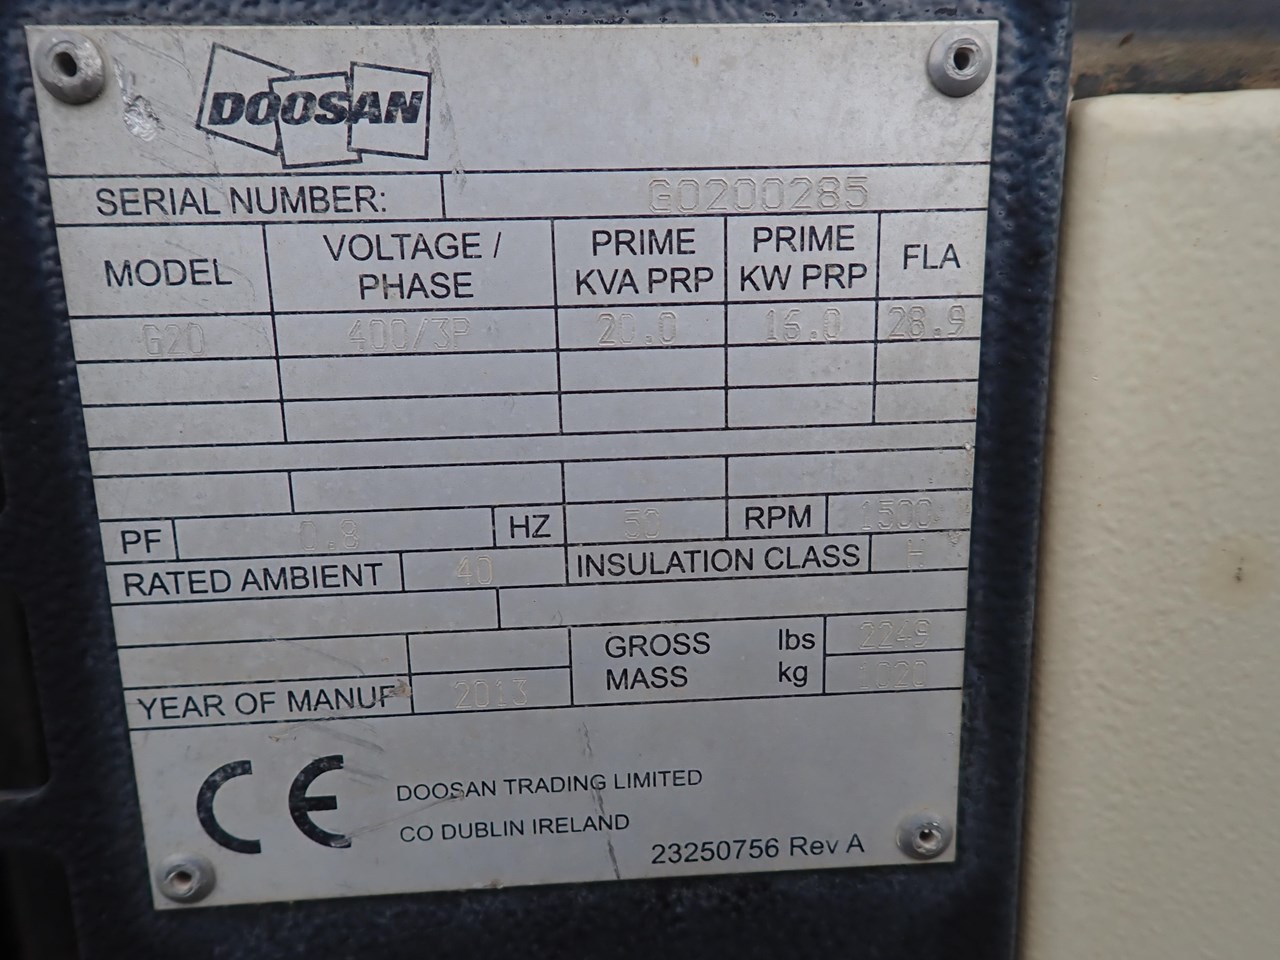 DOOSAN
SERIAL NUMBER: G0200285
MODEL VOLTAGE / PHASE PRIME KVA PRP PRIME KW PRP FLA
G20 400/3P 20.0 16.0 28.9
PF 0.8 HZ 50 RPM 1500
RATED AMBIENT 40 INSULATION CLASS H
GROSS MASS lbs 2249
kg 1020
YEAR OF MANUF 2013
CE
DOOSAN TRADING LIMITED
CO DUBLIN IRELAND
23250756 Rev A